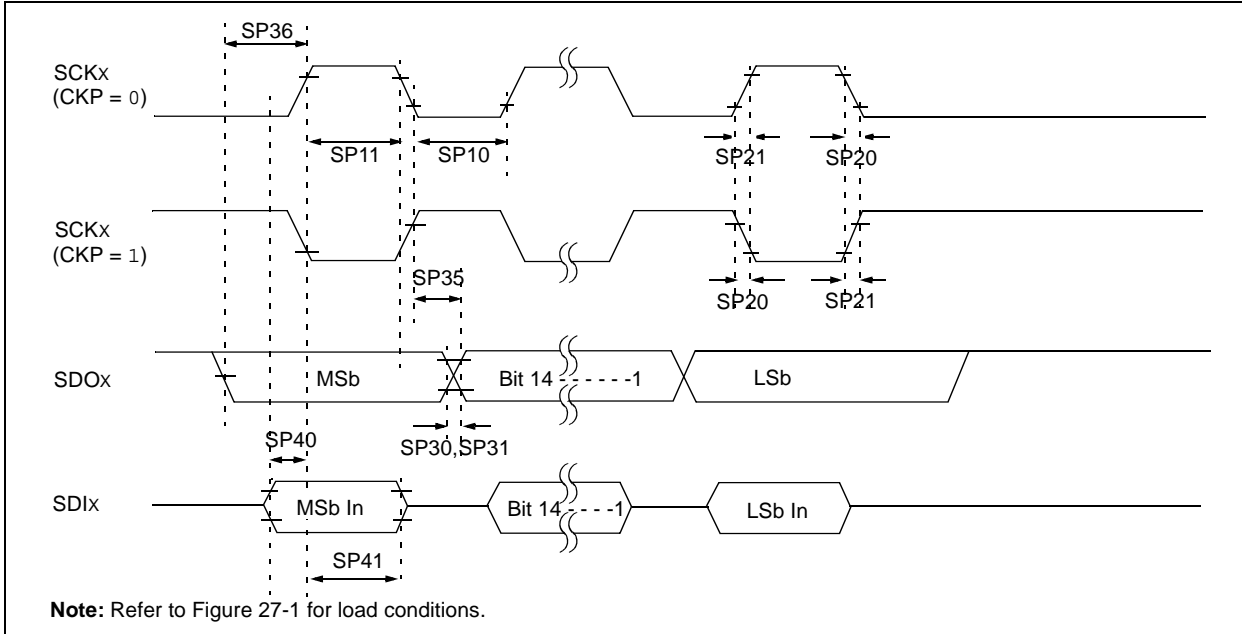 SP36
SCKX
(CKP = 0)
SP11
SP10
SP21
SP20
SCKX
(CKP = 1)
SP35
SP20
SP21
SDOX
MSb
Bit 14 - - - - - -1
LSb
SP40
SP30,SP31
SDIX
MSb In
Bit 14 - - - -1
LSb In
SP41
Note: Refer to Figure 27-1 for load conditions.